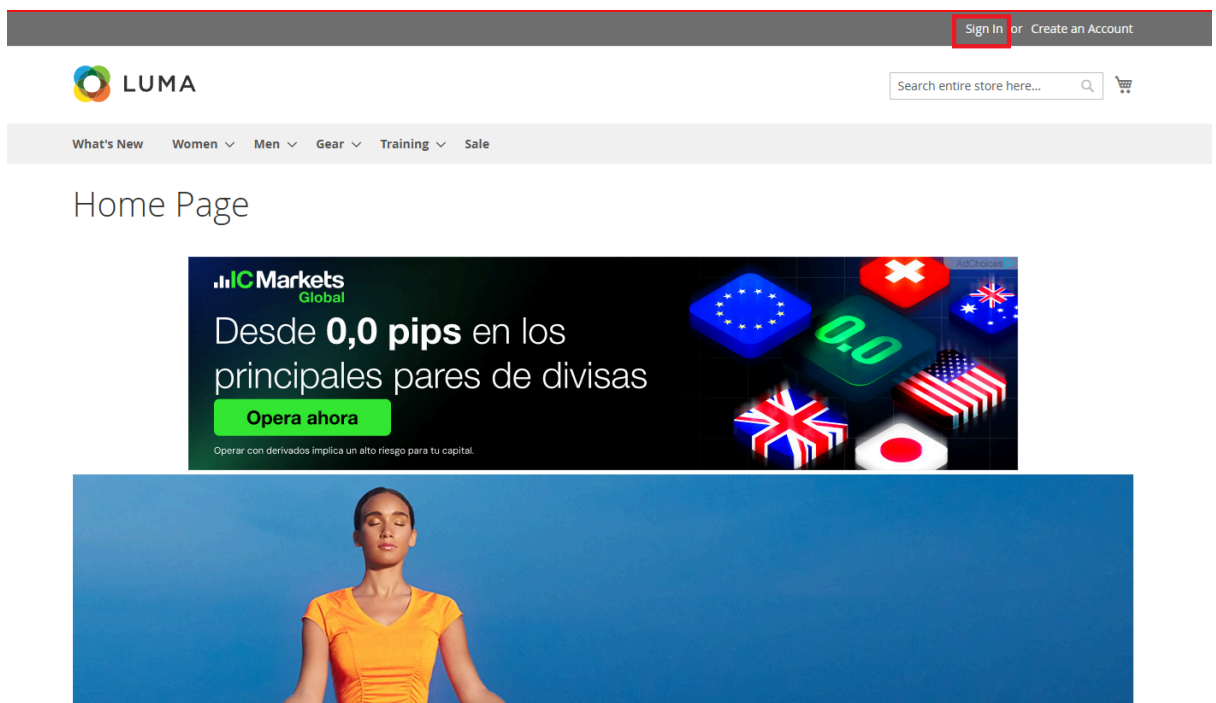 Sign In or Create an Account
LUMA
Search entire store here...
What's New Women Men Gear Training Sale
Home Page
AdChoices
ICMarkets
Global
Desde 0,0 pips en los
principales pares de divisas
Opera ahora
Operar con derivados implica un alto riesgo para tu capital.
0.0